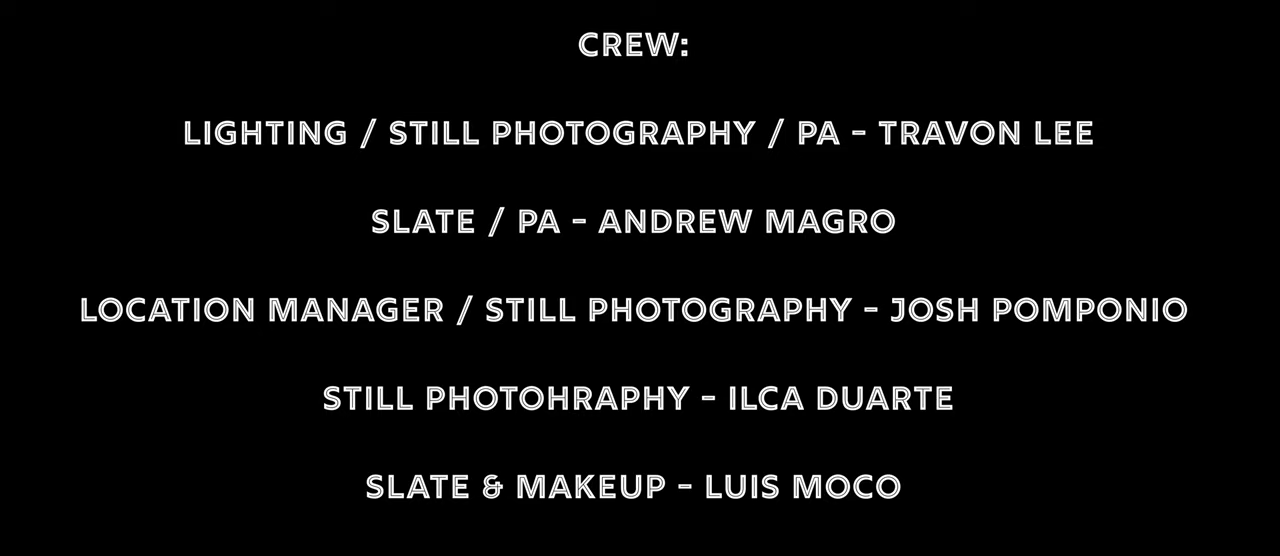 CREW:
LIGHTING / STILL PHOTOGRAPHY / PA - TRAVON LEE
SLATE / PA - ANDREW MAGRO
LOCATION MANAGER / STILL PHOTOGRAPHY - JOSH POMPONIO
STILL PHOTOHRAPHY - ILCA DUARTE
SLATE & MAKEUP - LUIS MOCO